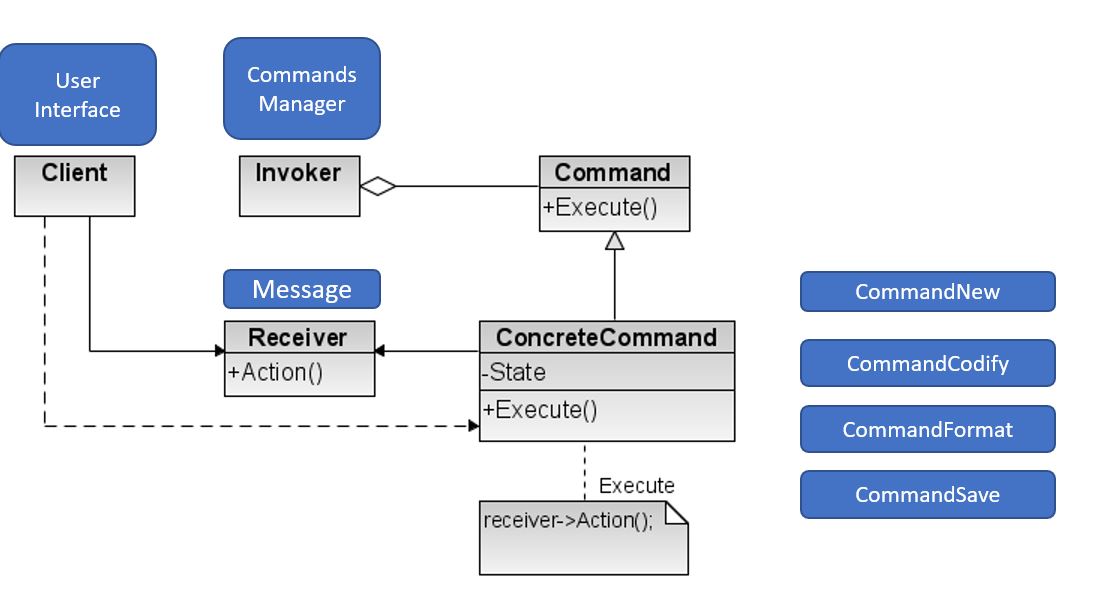 User
Interface
Commands
Manager
Client
Invoker
Command
+Execute()
Message
Receiver
+Action()
ConcreteCommand
-State
+Execute()
Execute
receiver->Action();
CommandNew
CommandCodify
CommandFormat
CommandSave